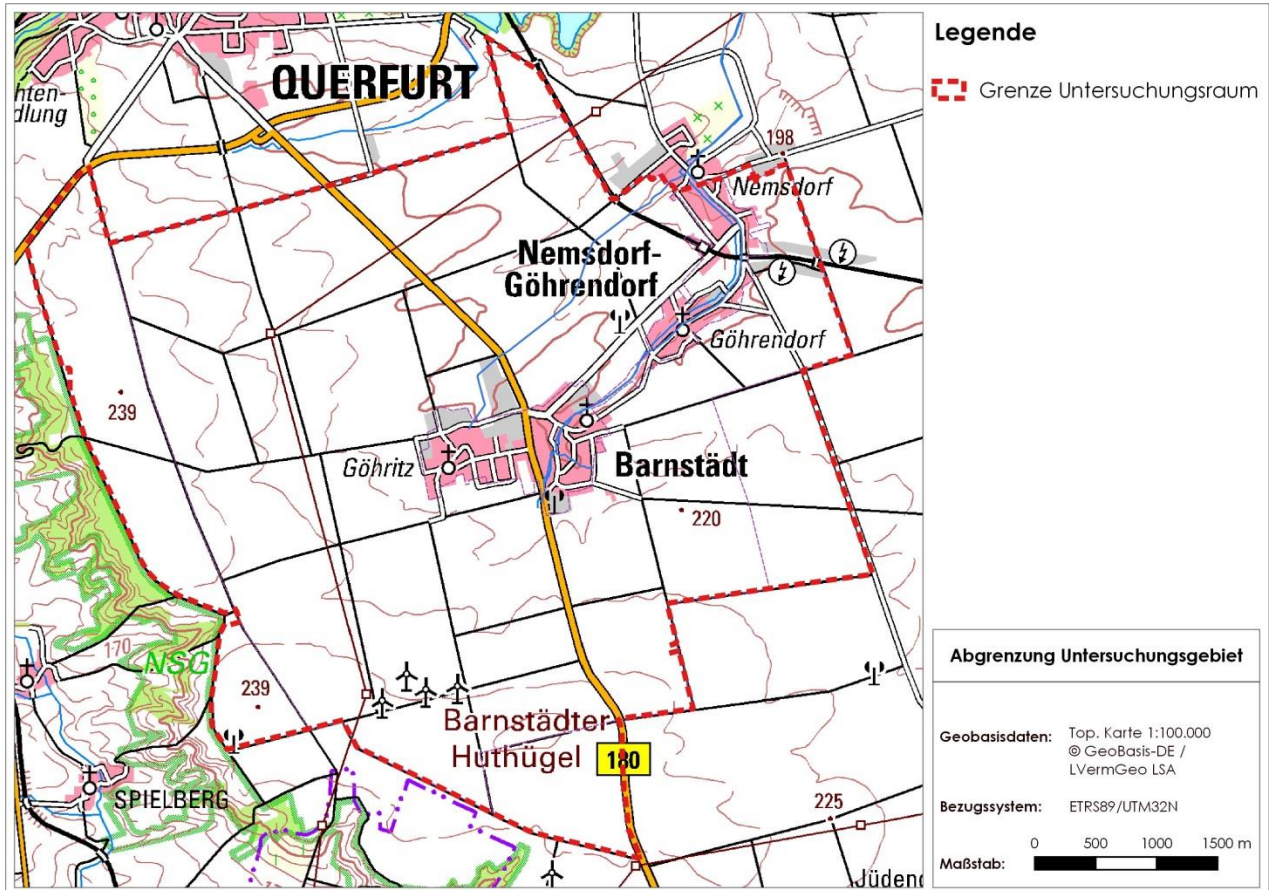 QUERFURT
hten-
dlung
198
Nemsdorf
Nemsdorf-
Göhrendorf
Göhrendorf
239
Göhritz
Barnstädt
220
170
NSG
239
Barnstädter
Huthügel
180
SPIELBERG
225
Jüdend
Legende
Grenze Untersuchungsraum
Abgrenzung Untersuchungsgebiet
Geobasisdaten: Top. Karte 1:100.000
© GeoBasis-DE /
LVermGeo LSA
Bezugssystem: ETRS89/UTM32N
0 500 1000 1500 m
Maßstab: